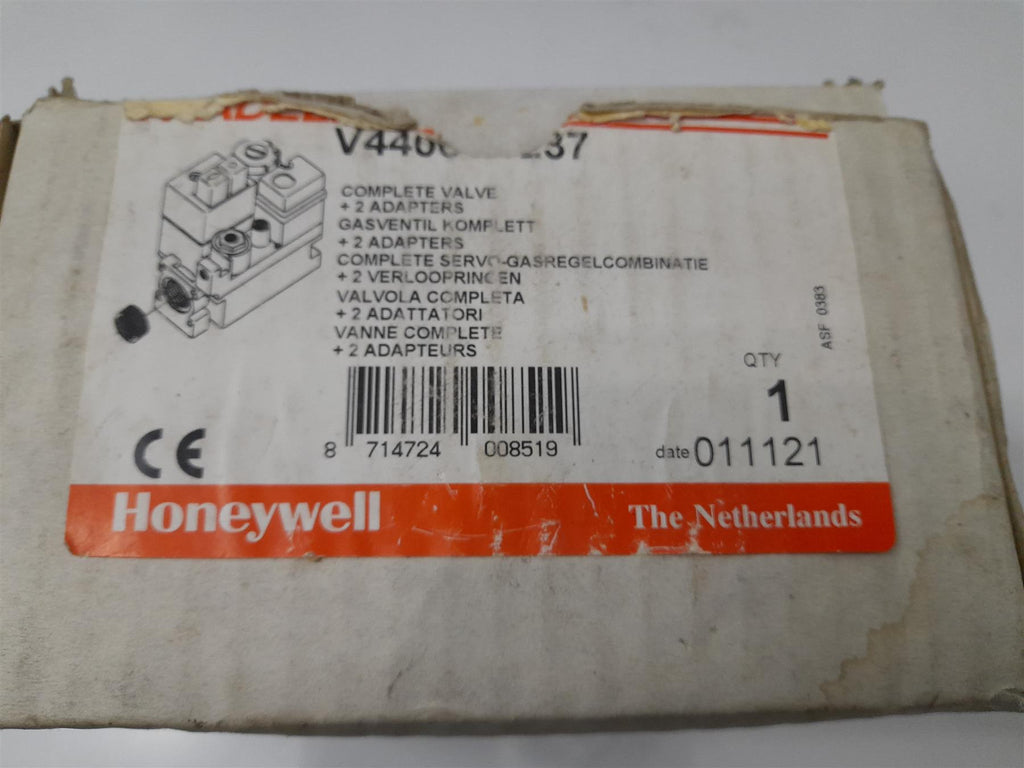 COMPLETE VALVE
+ 2 ADAPTERS
GASVENTIL KOMPLETT
+ 2 ADAPTERS
COMPLETE SERVO-GASREGELCOMBINATIE
+ 2 VERLOOPRINGEN
VALVOLA COMPLETA
+ 2 ADATTATORI
VANNE COMPLETE
+ 2 ADAPTEURS
ASF 0383
QTY
1
8 714724 008519
date 011121
CE
Honeywell
The Netherlands